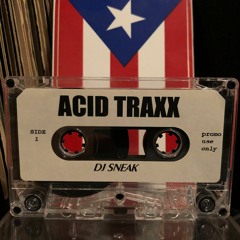 ACID TRAXX
SIDE
1
promo
use
only
DJ SNEAK